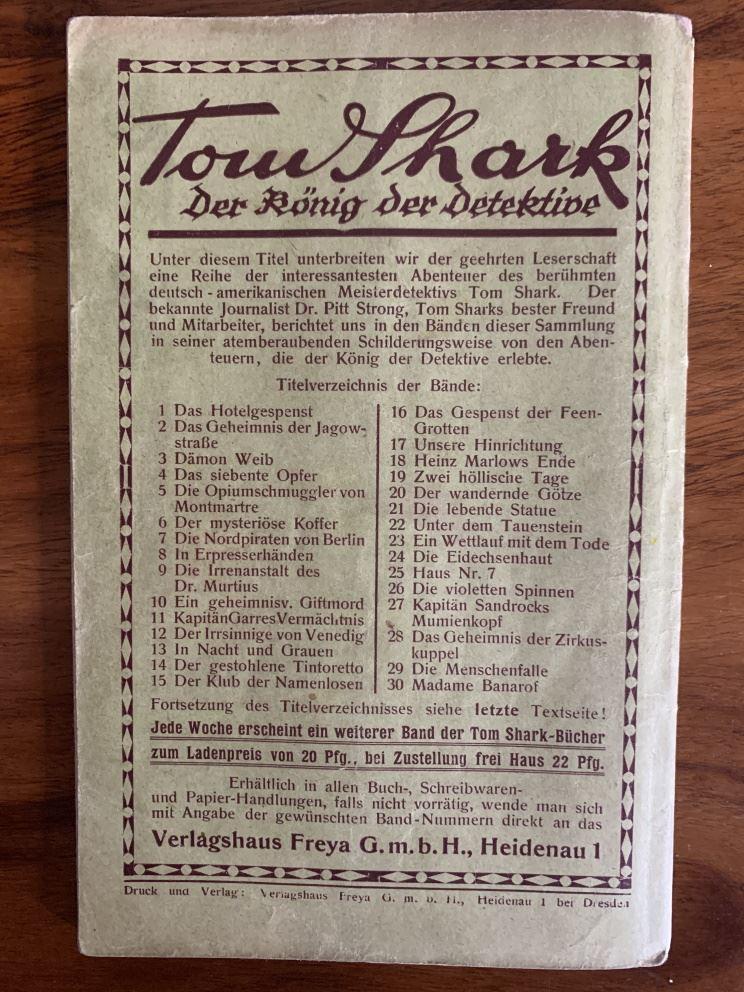 Tom Shark
Der König der Detektive
Unter diesem Titel unterbreiten wir der geehrten Leserschaft
eine Reihe der interessantesten Abenteuer des berühmten
deutsch-amerikanischen Meisterdetektivs Tom Shark. Der
bekannte Journalist Dr. Pitt Strong, Tom Sharks bester Freund
und Mitarbeiter, berichtet uns in den Bänden dieser Sammlung
in seiner atemberaubenden Schilderungsweise von den Aben-
teuern, die der König der Detektive erlebte.
Titelverzeichnis der Bände:
1 Das Hotelgespenst
2 Das Geheimnis der Jagow-
straße
3 Dämon Weib
4 Das siebente Opfer
5 Die Opiumschmuggler von
Montmartre
6 Der mysteriöse Koffer
7 Die Nordpiraten von Berlin
8 In Erpresserhänden
9 Die Irrenanstalt des
Dr. Murtius
10 Ein geheimnisv. Giftmord
11 Kapitän Garres Vermächtnis
12 Der Irrsinnige von Venedig
13 In Nacht und Grauen
14 Der gestohlene Tintoretto
15 Der Klub der Namenlosen
16 Das Gespenst der Feen-
Grotten
17 Unsere Hinrichtung
18 Heinz Marlows Ende
19 Zwei höllische Tage
20 Der wandernde Götze
21 Die lebende Statue
22 Unter dem Tauenstein
23 Ein Wettlauf mit dem Tode
24 Die Eidechsenhaut
25 Haus Nr. 7
26 Die violetten Spinnen
27 Kapitän Sandrocks
Mumienkopf
28 Das Geheimnis der Zirkus-
kuppel
29 Die Menschenfalle
30 Madame Banarof
Fortsetzung des Titelverzeichnisses siehe letzte Textseite!
Jede Woche erscheint ein weiterer Band der Tom Shark-Bücher
zum Ladenpreis von 20 Pfg., bei Zustellung frei Haus 22 Pfg.
Erhältlich in allen Buch-, Schreibwaren-
und Papier-Handlungen, falls nicht vorrätig, wende man sich
mit Angabe der gewünschten Band-Nummern direkt an das
Verlagshaus Freya G.m.b.H., Heidenau 1
Druck und Verlag: Verlagshaus Freya G. m. b. H., Heidenau 1 bei Dresden